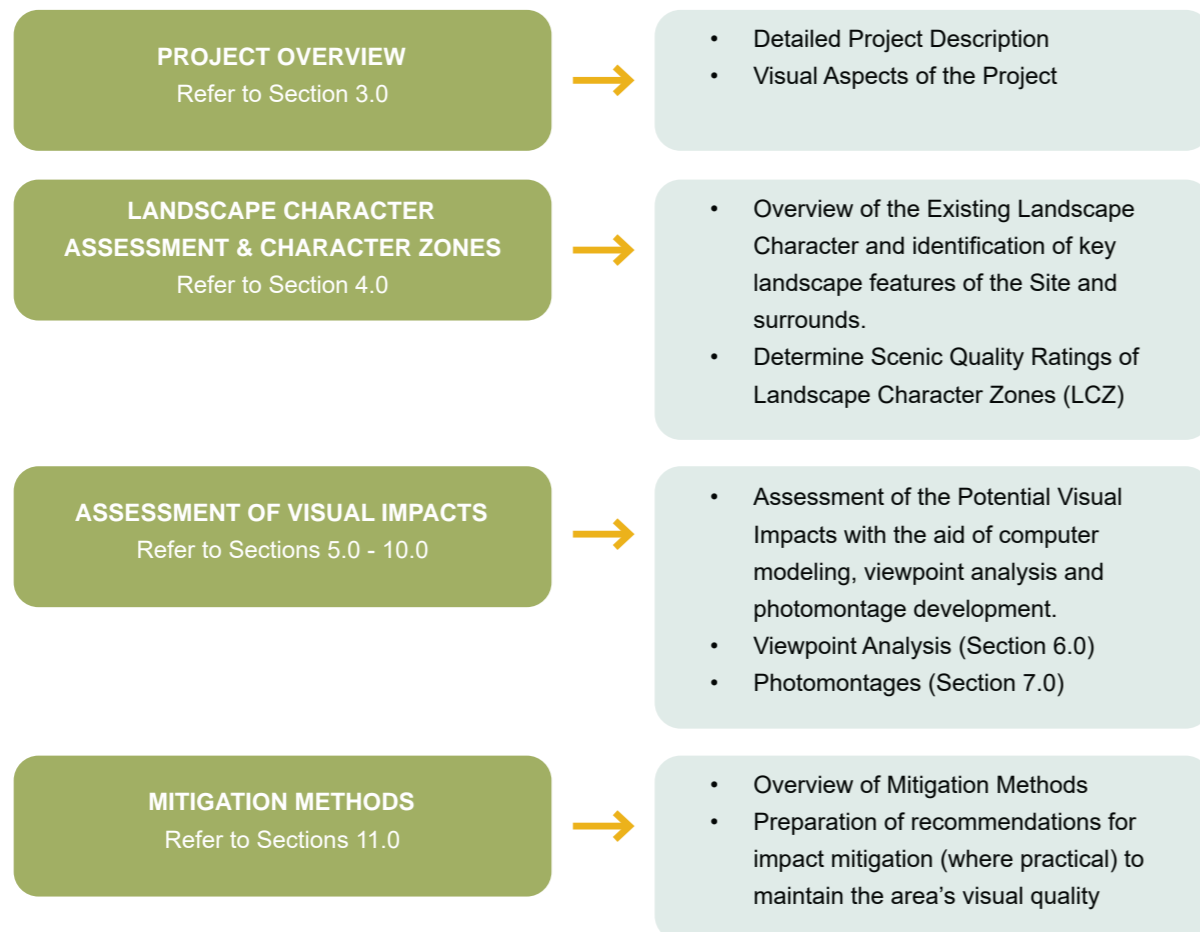 PROJECT OVERVIEW
Refer to Section 3.0
• Detailed Project Description
• Visual Aspects of the Project
LANDSCAPE CHARACTER
ASSESSMENT & CHARACTER ZONES
Refer to Section 4.0
• Overview of the Existing Landscape
Character and identification of key
landscape features of the Site and
surrounds.
• Determine Scenic Quality Ratings of
Landscape Character Zones (LCZ)
ASSESSMENT OF VISUAL IMPACTS
Refer to Sections 5.0 - 10.0
• Assessment of the Potential Visual
Impacts with the aid of computer
modeling, viewpoint analysis and
photomontage development.
• Viewpoint Analysis (Section 6.0)
• Photomontages (Section 7.0)
MITIGATION METHODS
Refer to Sections 11.0
• Overview of Mitigation Methods
• Preparation of recommendations for
impact mitigation (where practical) to
maintain the area’s visual quality